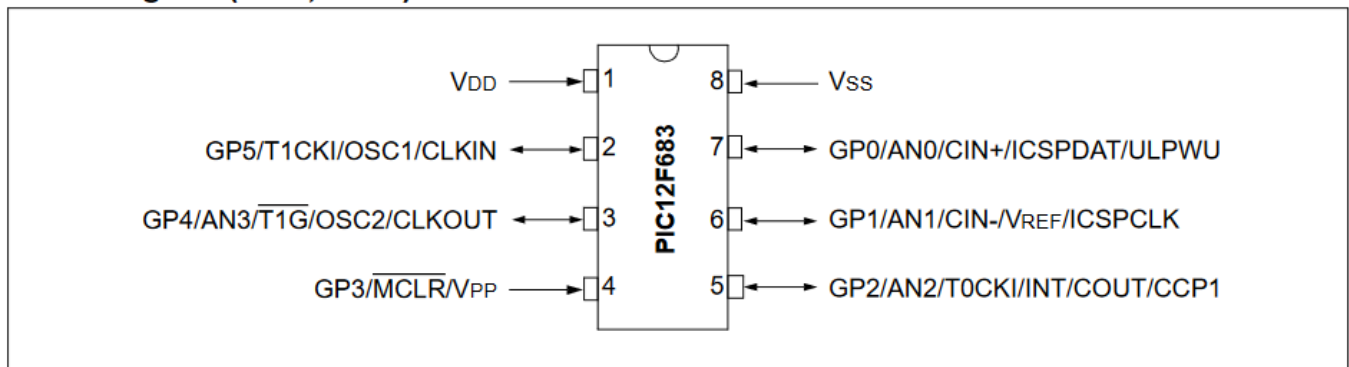 VDD 1 8 VSS
GP5/T1CKI/OSC1/CLKIN 2 7 GP0/AN0/CIN+/ICSPDAT/ULPWU
GP4/AN3/T1G/OSC2/CLKOUT 3 6 GP1/AN1/CIN-/VREF/ICSPCLK
GP3/MCLR/VPP 4 5 GP2/AN2/T0CKI/INT/COUT/CCP1
PIC12F683